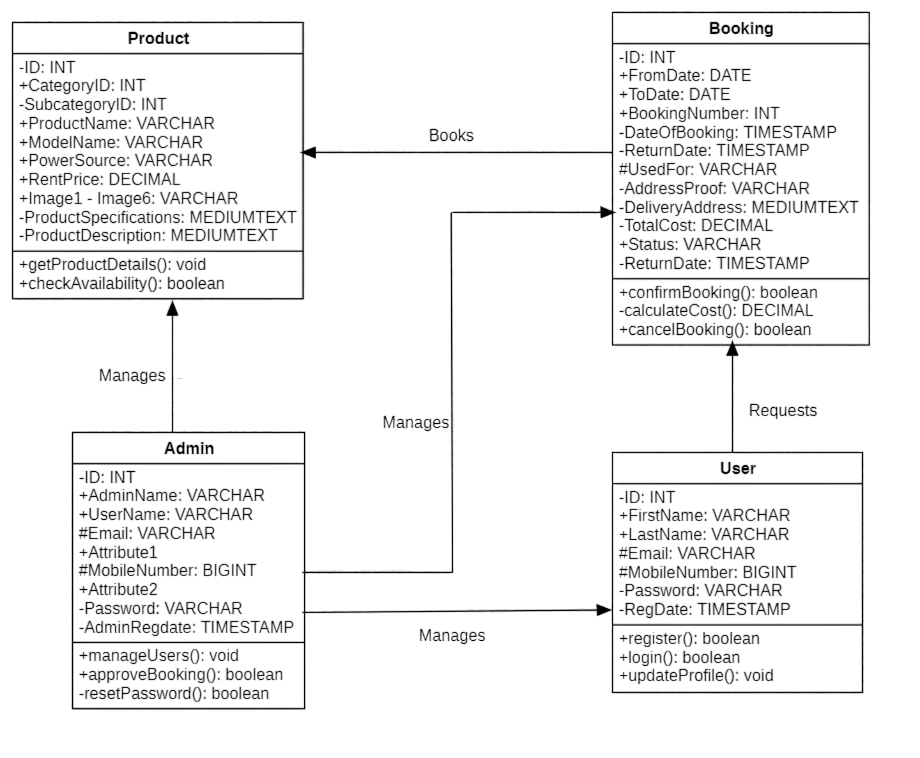 Product
-ID: INT
+CategoryID: INT
-SubcategoryID: INT
+ProductName: VARCHAR
+ModelName: VARCHAR
+PowerSource: VARCHAR
+RentPrice: DECIMAL
+Image1 - Image6: VARCHAR
-ProductSpecifications: MEDIUMTEXT
-ProductDescription: MEDIUMTEXT
+getProductDetails(): void
+checkAvailability(): boolean
Books
Booking
-ID: INT
+FromDate: DATE
+ToDate: DATE
+BookingNumber: INT
-DateOfBooking: TIMESTAMP
-ReturnDate: TIMESTAMP
#UsedFor: VARCHAR
-AddressProof: VARCHAR
-DeliveryAddress: MEDIUMTEXT
-TotalCost: DECIMAL
+Status: VARCHAR
-ReturnDate: TIMESTAMP
+confirmBooking(): boolean
-calculateCost(): DECIMAL
+cancelBooking(): boolean
Manages
Manages
Requests
Admin
-ID: INT
+AdminName: VARCHAR
+UserName: VARCHAR
#Email: VARCHAR
+Attribute1
#MobileNumber: BIGINT
+Attribute2
-Password: VARCHAR
-AdminRegdate: TIMESTAMP
+manageUsers(): void
+approveBooking(): boolean
-resetPassword(): boolean
Manages
User
-ID: INT
+FirstName: VARCHAR
+LastName: VARCHAR
#Email: VARCHAR
#MobileNumber: BIGINT
-Password: VARCHAR
-RegDate: TIMESTAMP
+register(): boolean
+login(): boolean
+updateProfile(): void